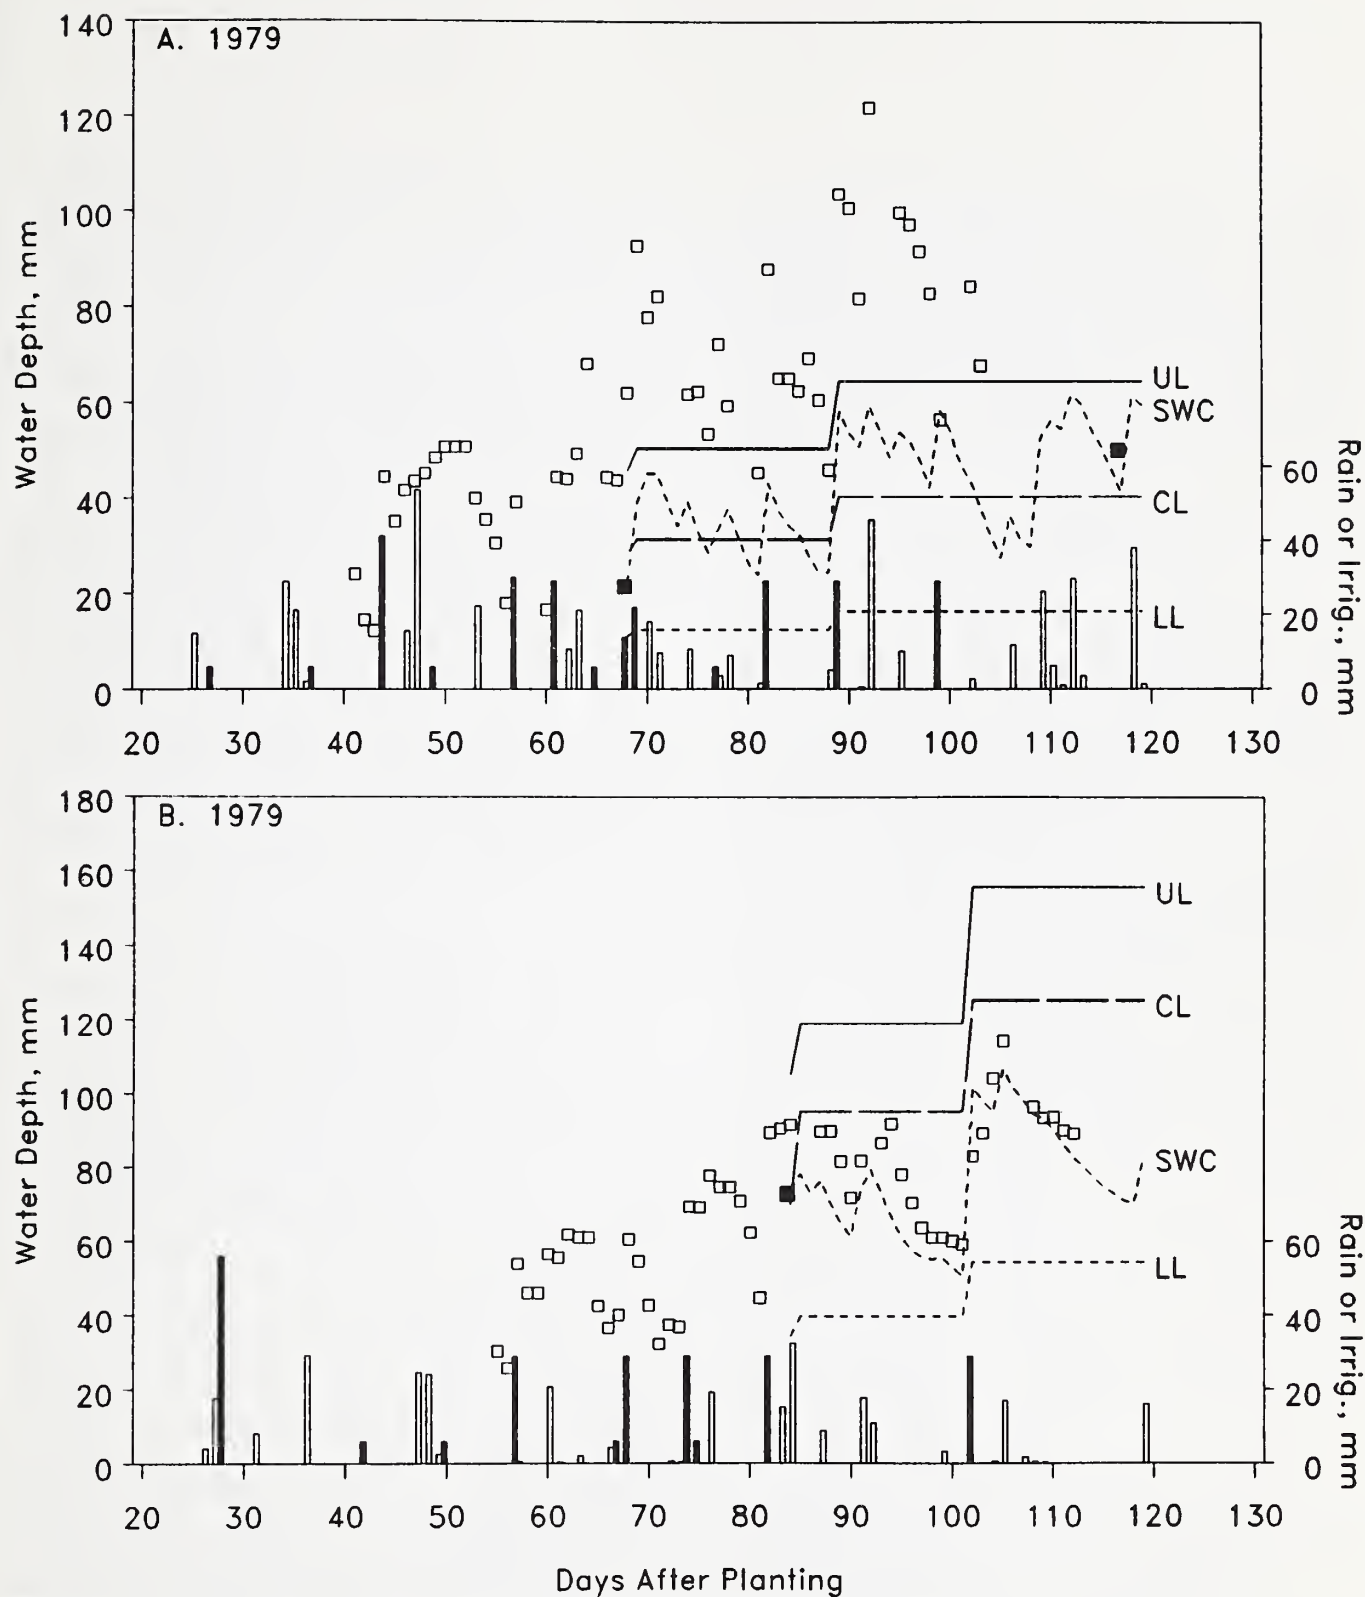 A. 1979
140
120
100
80
60
40
20
0
Water Depth, mm
UL
SWC
CL
LL
60
40
20
0
Rain or Irrig., mm
20 30 40 50 60 70 80 90 100 110 120 130
B. 1979
180
160
140
120
100
80
60
40
20
0
Water Depth, mm
UL
CL
SWC
LL
60
40
20
0
Rain or Irrig., mm
20 30 40 50 60 70 80 90 100 110 120 130
Days After Planting